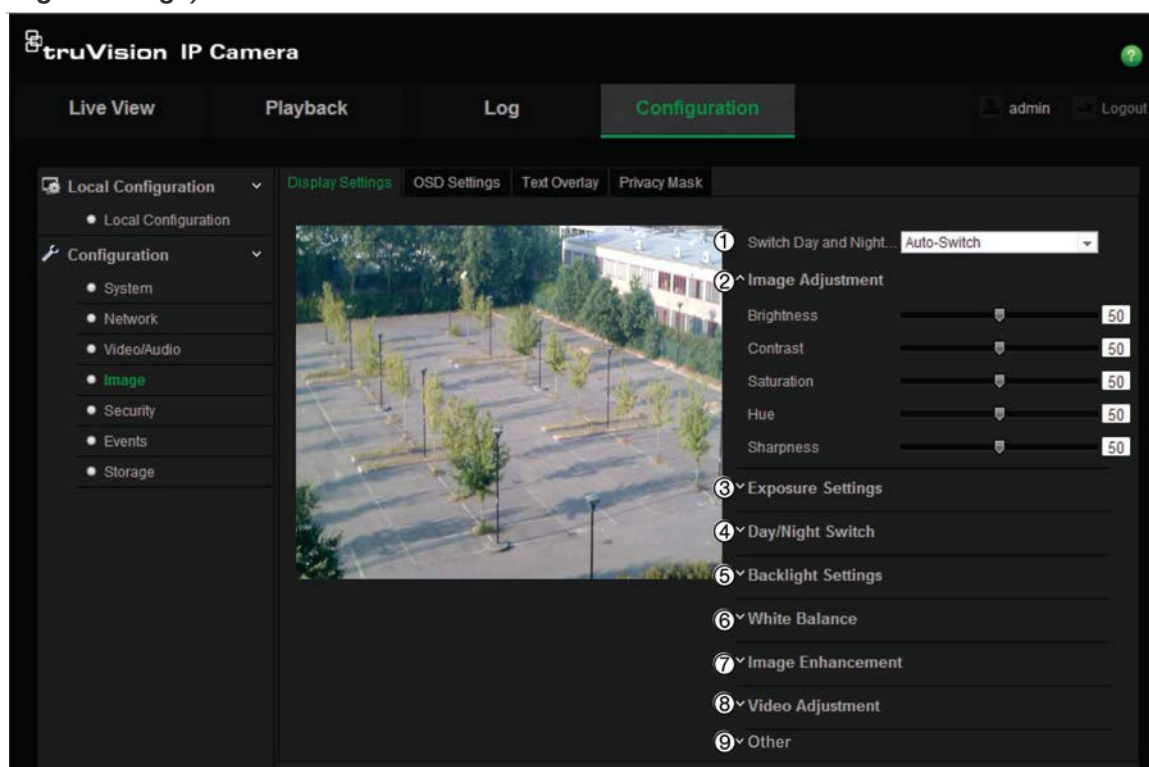 truVision IP Camera
?
Live View Playback Log Configuration admin Logout
Local Configuration
Local Configuration
Configuration
System
Network
Video/Audio
Image
Security
Events
Storage
Display Settings OSD Settings Text Overlay Privacy Mask
① Switch Day and Night... Auto-Switch
② Image Adjustment
Brightness 50
Contrast 50
Saturation 50
Hue 50
Sharpness 50
③ Exposure Settings
④ Day/Night Switch
⑤ Backlight Settings
⑥ White Balance
⑦ Image Enhancement
⑧ Video Adjustment
⑨ Other